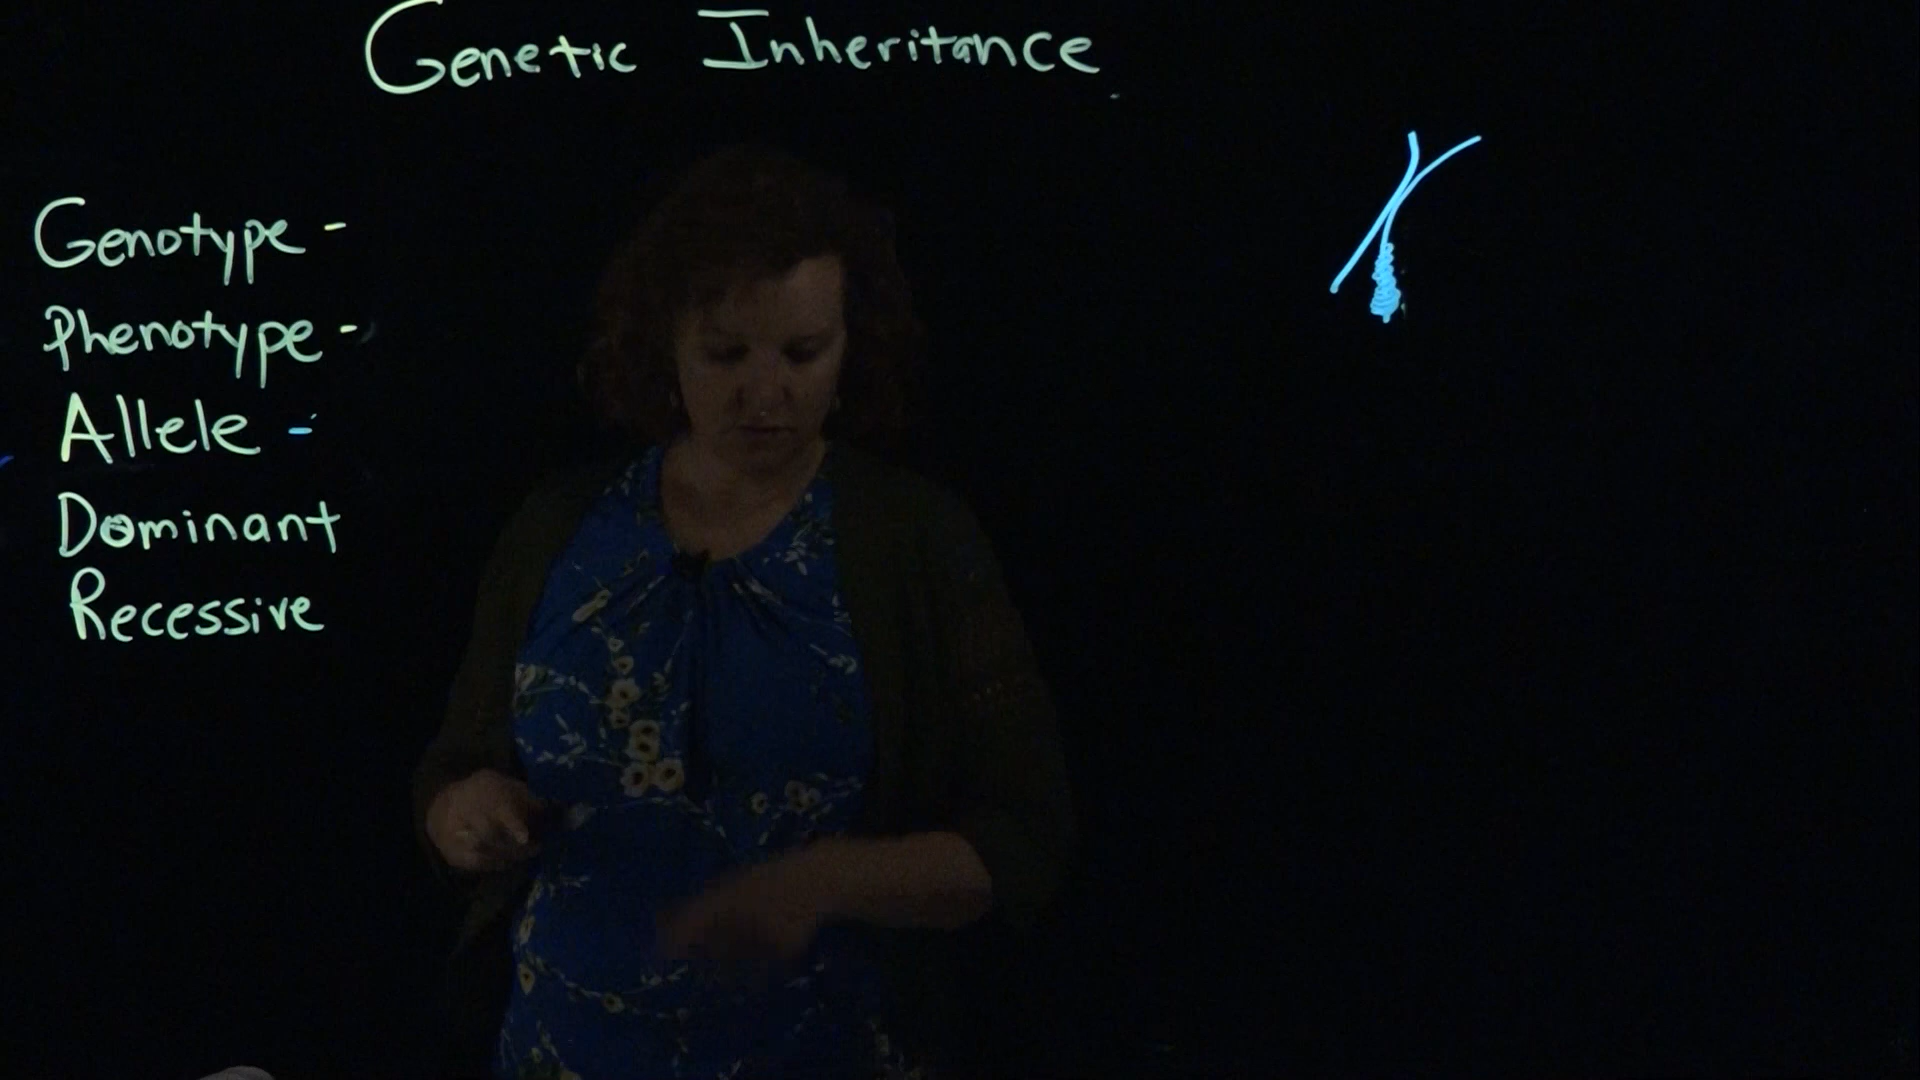 Genetic Inheritance
Genotype -
Phenotype -
Allele -
Dominant
Recessive